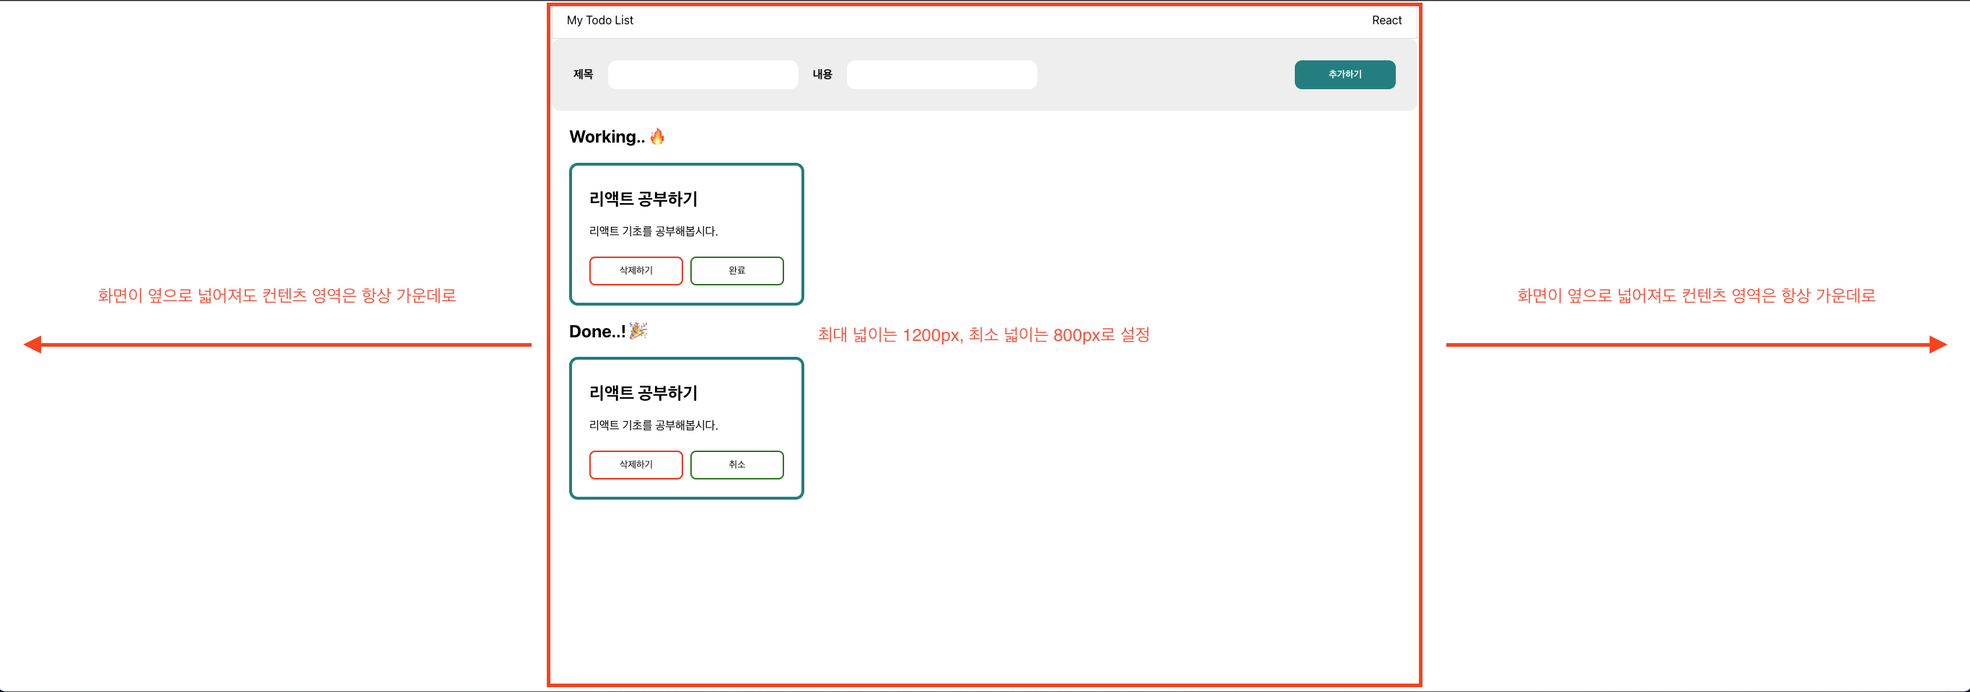 My Todo List
React
제목
내용
추가하기
Working.. 🔥
리액트 공부하기
리액트 기초를 공부해봅시다.
삭제하기
완료
화면이 옆으로 넓어져도 컨텐츠 영역은 항상 가운데로
화면이 옆으로 넓어져도 컨텐츠 영역은 항상 가운데로
Done..! 🎉
최대 넓이는 1200px, 최소 넓이는 800px로 설정
리액트 공부하기
리액트 기초를 공부해봅시다.
삭제하기
취소